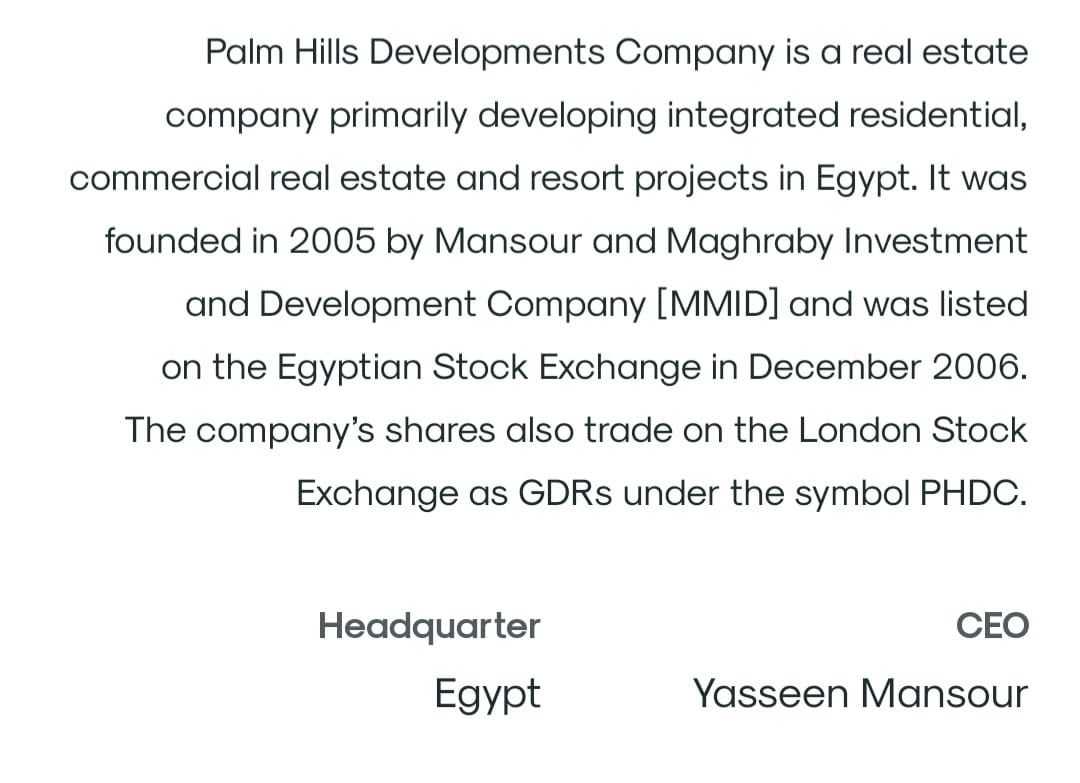 Palm Hills Developments Company is a real estate
company primarily developing integrated residential,
commercial real estate and resort projects in Egypt. It was
founded in 2005 by Mansour and Maghraby Investment
and Development Company [MMID] and was listed
on the Egyptian Stock Exchange in December 2006.
The company’s shares also trade on the London Stock
Exchange as GDRs under the symbol PHDC.
Headquarter
Egypt
CEO
Yasseen Mansour